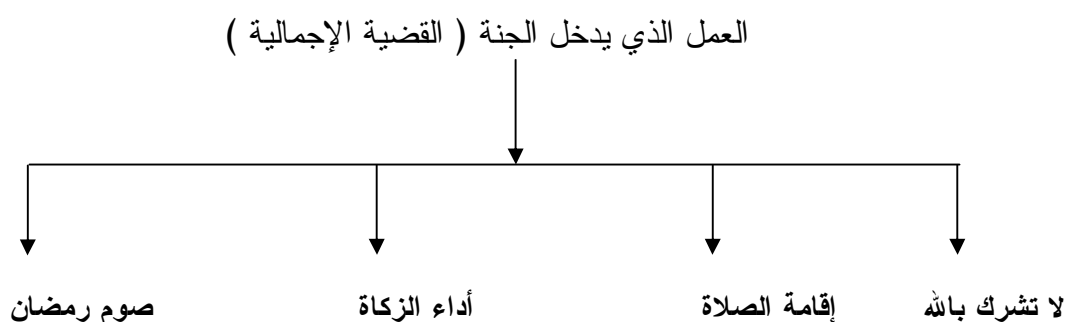 العمل الذي يدخل الجنة ( القضية الإجمالية )
لا تشرك بالله إقامة الصلاة أداء الزكاة صوم رمضان